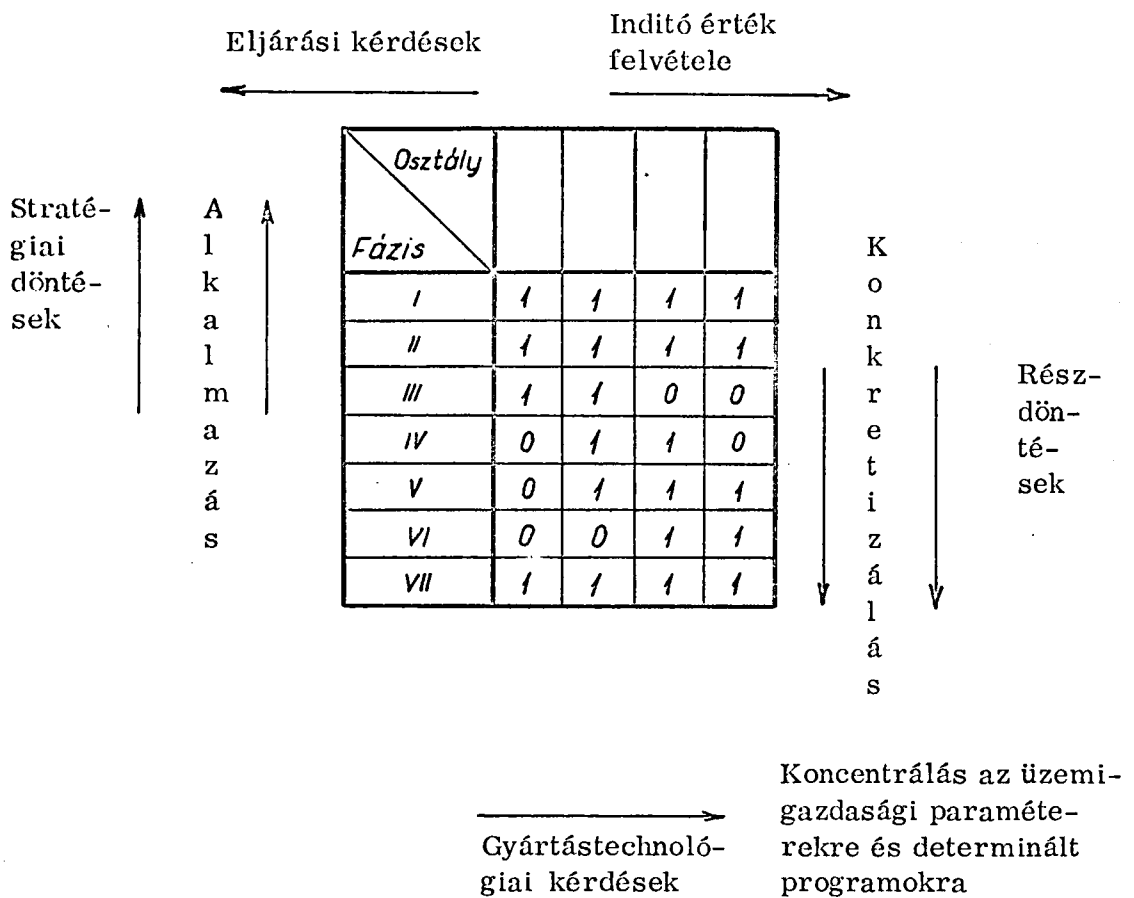 Eljárási kérdések
Inditó érték
felvétele
Straté-
giai
dönté-
sek
A
l
k
a
l
m
a
z
á
s
Osztály
Fázis
I 1 1 1 1
II 1 1 1 1
III 1 1 0 0
IV 0 1 1 0
V 0 1 1 1
VI 0 0 1 1
VII 1 1 1 1
K
o
n
k
r
e
t
i
z
á
l
á
s
Rész-
dön-
té-
sek
Gyártástechnoló-
giai kérdések
Koncentrálás az üzemi-
gazdasági paraméte-
rekre és determinált
programokra